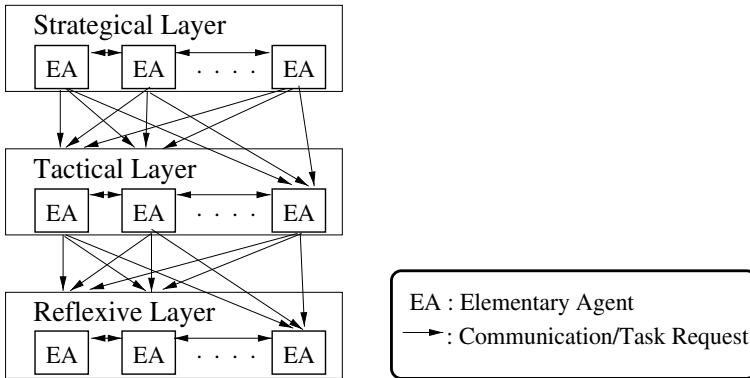 Strategical Layer
EA EA . . . . EA
Tactical Layer
EA EA . . . . EA
Reflexive Layer
EA EA . . . . EA
EA : Elementary Agent
: Communication/Task Request